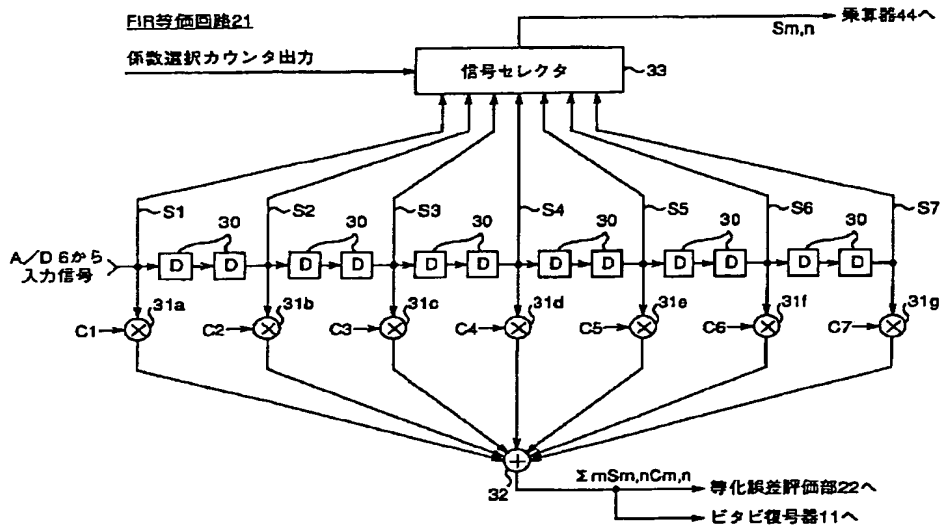 FIR等価回路21
乗算器44へ
Sm,n
係数選択カウンタ出力
信号セレクタ
33
S1
S2
S3
S4
S5
S6
S7
30
30
30
30
30
30
A/D 6から
入力信号
D
D
D
D
D
D
D
D
D
D
D
D
31a
31b
31c
31d
31e
31f
31g
C1
C2
C3
C4
C5
C6
C7
32
ΣmSm,nCm,n
等化誤差評価部22へ
ビタビ復号器11へ